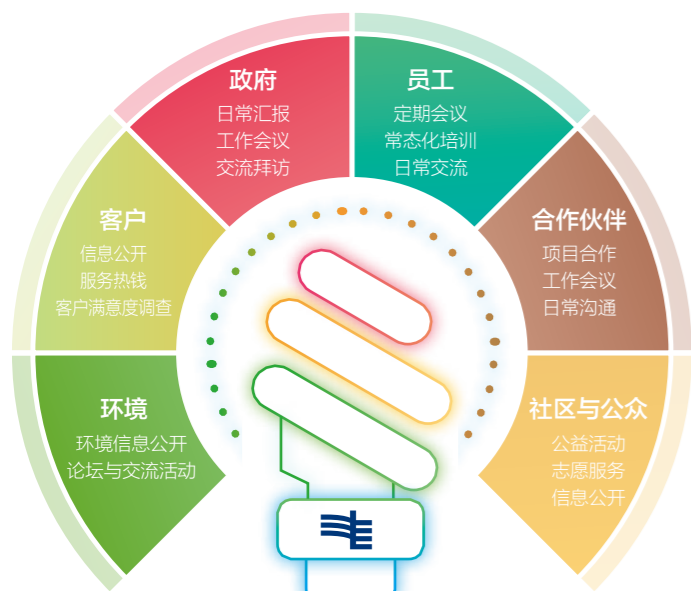 政府
日常汇报
工作会议
交流拜访
员工
定期会议
常态化培训
日常交流
客户
信息公开
服务热钱
客户满意度调查
合作伙伴
项目合作
工作会议
日常沟通
环境
环境信息公开
论坛与交流活动
社区与公众
公益活动
志愿服务
信息公开